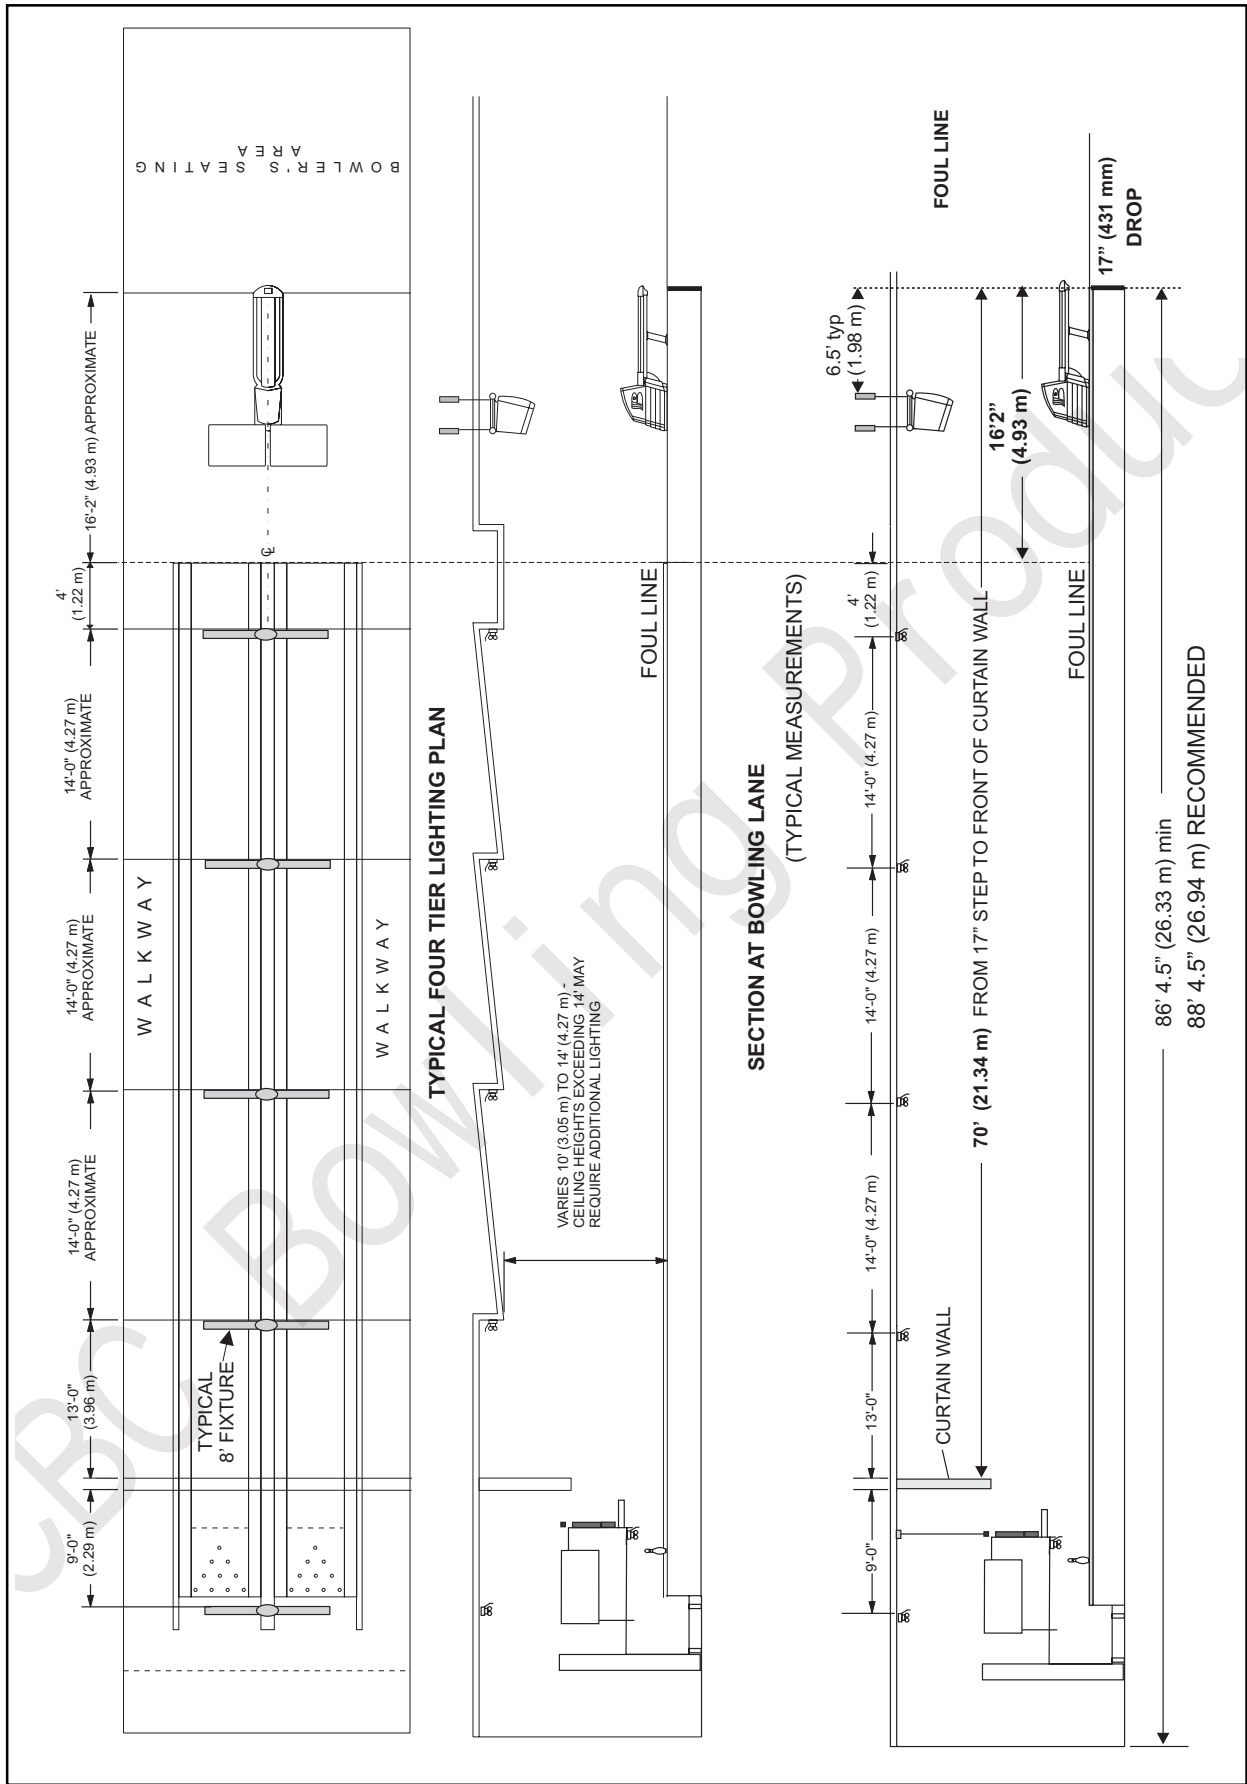 9'-0"
(2.29 m)
13'-0"
(3.96 m)
14'-0" (4.27 m)
APPROXIMATE
14'-0" (4.27 m)
APPROXIMATE
14'-0" (4.27 m)
APPROXIMATE
4'
(1.22 m)
16'-2" (4.93 m) APPROXIMATE
WALKWAY
BOWLER'S SEATING
AREA
TYPICAL
8' FIXTURE
WALKWAY
TYPICAL FOUR TIER LIGHTING PLAN
VARIES 10' (3.05 m) TO 14' (4.27 m) -
CEILING HEIGHTS EXCEEDING 14' MAY
REQUIRE ADDITIONAL LIGHTING
FOUL LINE
SECTION AT BOWLING LANE
(TYPICAL MEASUREMENTS)
9'-0"
13'-0"
14'-0" (4.27 m)
14'-0" (4.27 m)
14'-0" (4.27 m)
4'
(1.22 m)
6.5' typ
(1.98 m)
FOUL LINE
CURTAIN WALL
70' (21.34 m) FROM 17" STEP TO FRONT OF CURTAIN WALL
16'2"
(4.93 m)
FOUL LINE
17" (431 mm)
DROP
86' 4.5" (26.33 m) min
88' 4.5" (26.94 m) RECOMMENDED
CBC Bowling Produc